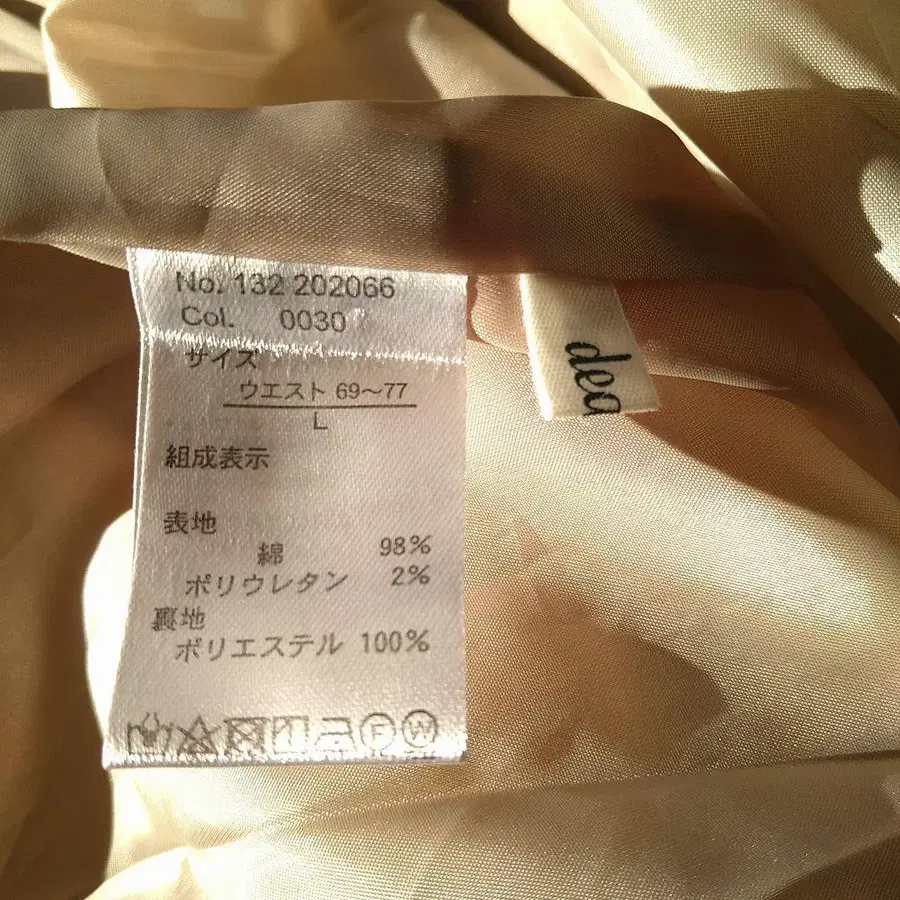 No. 132 202066
Col. 0030
サイズ
ウエスト 69〜77
L
組成表示
表地
綿 98%
ポリウレタン 2%
裏地
ポリエステル 100%
F W
dea